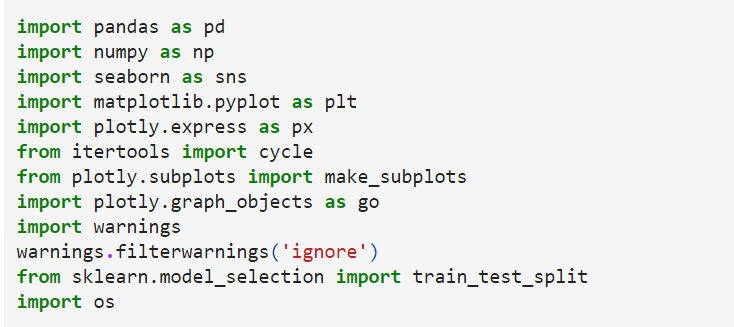 import pandas as pd
import numpy as np
import seaborn as sns
import matplotlib.pyplot as plt
import plotly.express as px
from itertools import cycle
from plotly.subplots import make_subplots
import plotly.graph_objects as go
import warnings
warnings.filterwarnings('ignore')
from sklearn.model_selection import train_test_split
import os